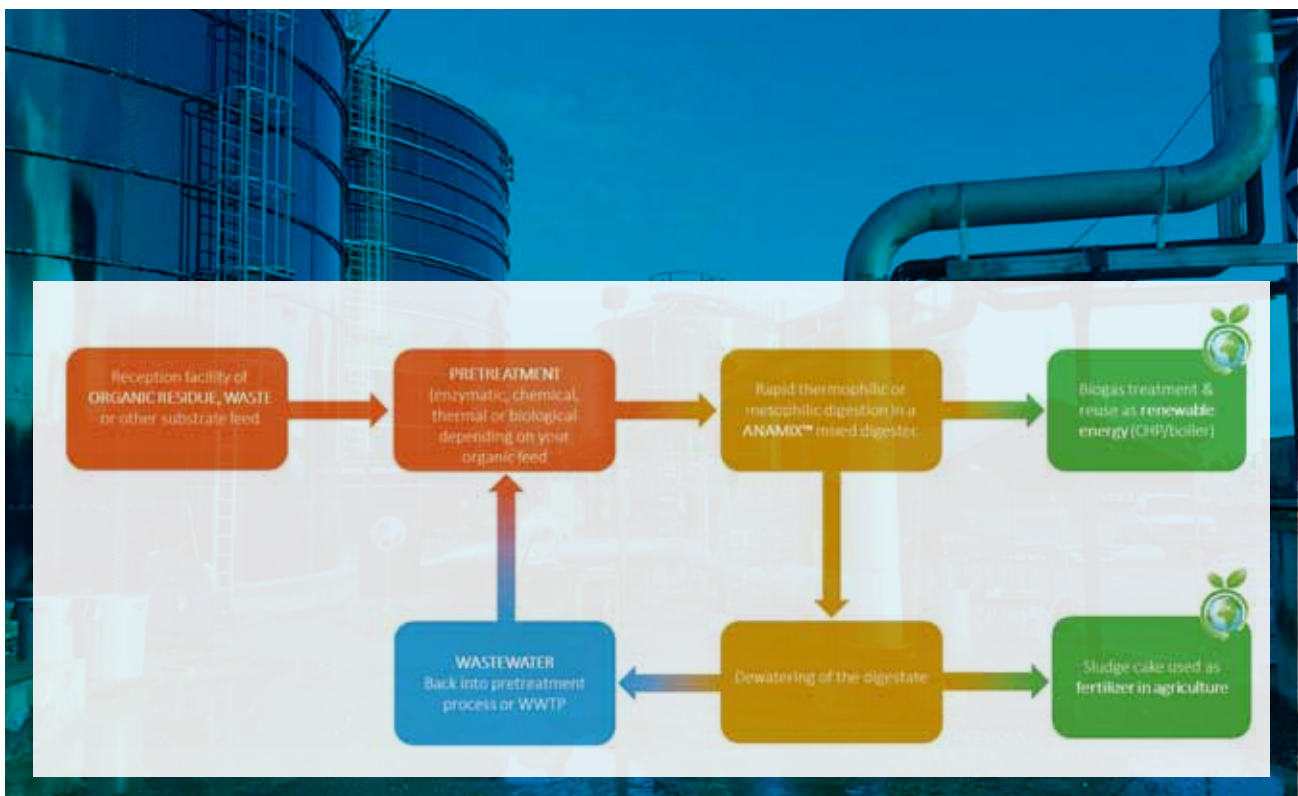 Reception facility of
ORGANIC RESIDUE, WASTE
or other substrate feed
PRETREATMENT
(enzymatic, chemical,
thermal or biological
depending on your
organic feed
Rapid thermophilic or
mesophilic digestion in a
ANAMIX™ mixed digester.
Biogas treatment &
reuse as renewable
energy (CHP/boiler)
WASTEWATER
Back into pretreatment
process or WWTP
Dewatering of the digestate
Sludge cake used as
fertilizer in agriculture